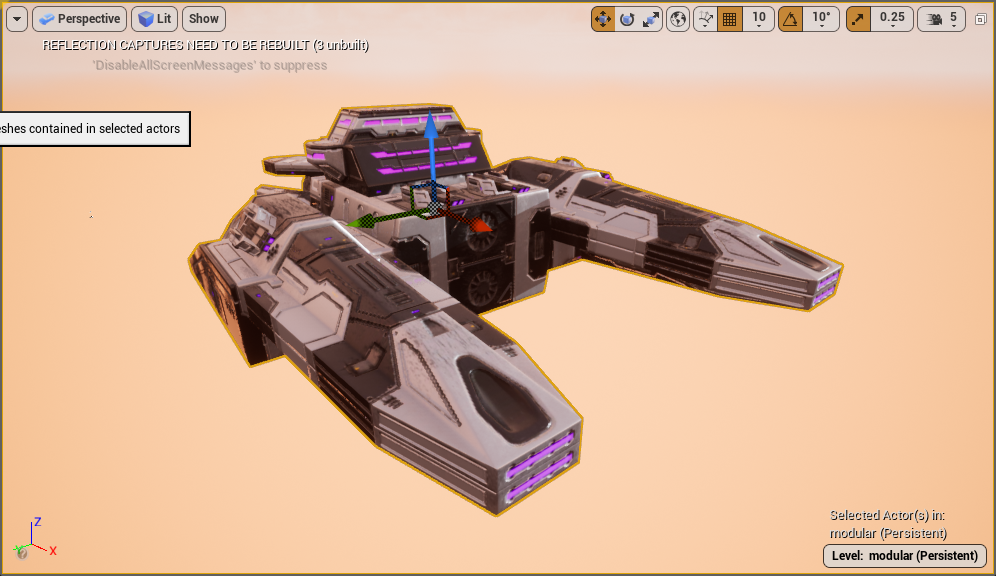 Perspective
Lit
Show
10
10°
0.25
5
REFLECTION CAPTURES NEED TO BE REBUILT (3 unbuilt)
'DisableAllScreenMessages' to suppress
shes contained in selected actors
Selected Actor(s) in:
modular (Persistent)
Level: modular (Persistent)
Z
X
Y